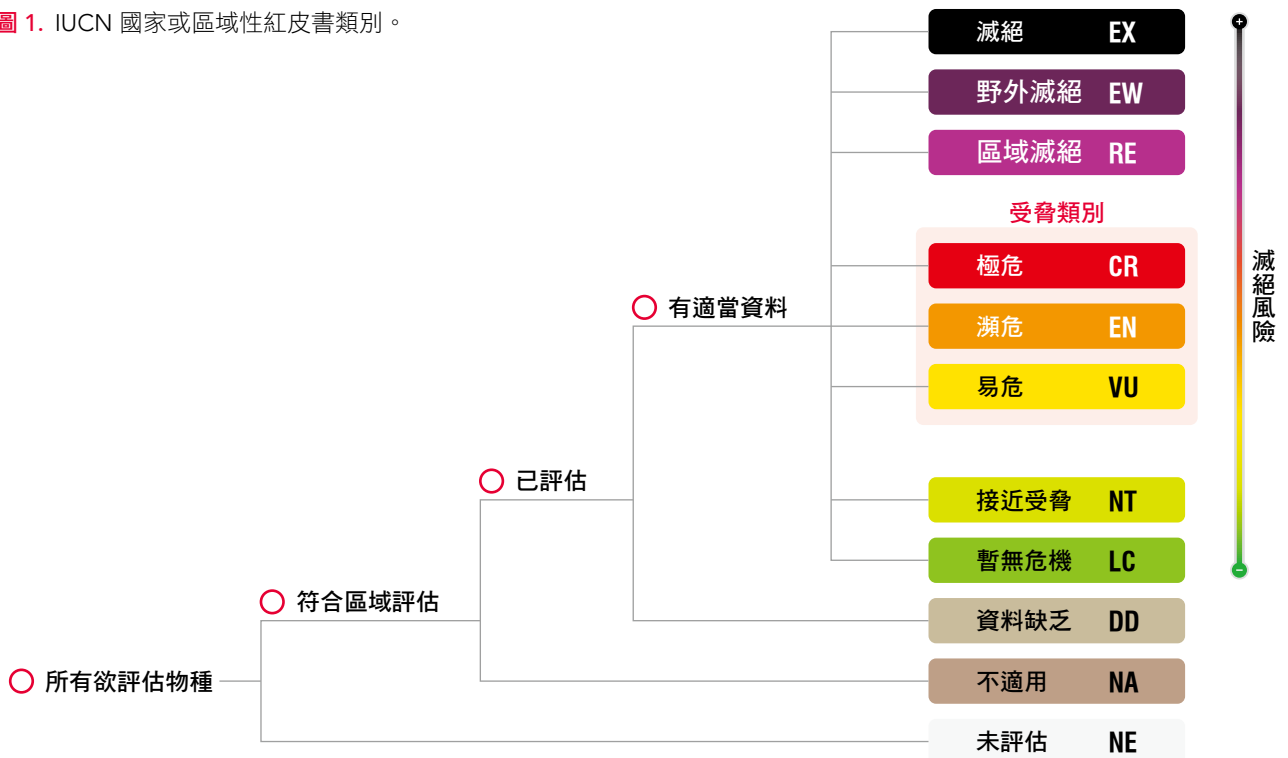 圖 1. IUCN 國家或區域性紅皮書類別。
滅絕 EX
野外滅絕 EW
區域滅絕 RE
受脅類別
極危 CR
瀕危 EN
易危 VU
接近受脅 NT
暫無危機 LC
資料缺乏 DD
不適用 NA
未評估 NE
有適當資料
已評估
符合區域評估
所有欲評估物種
+
滅絕風險
-